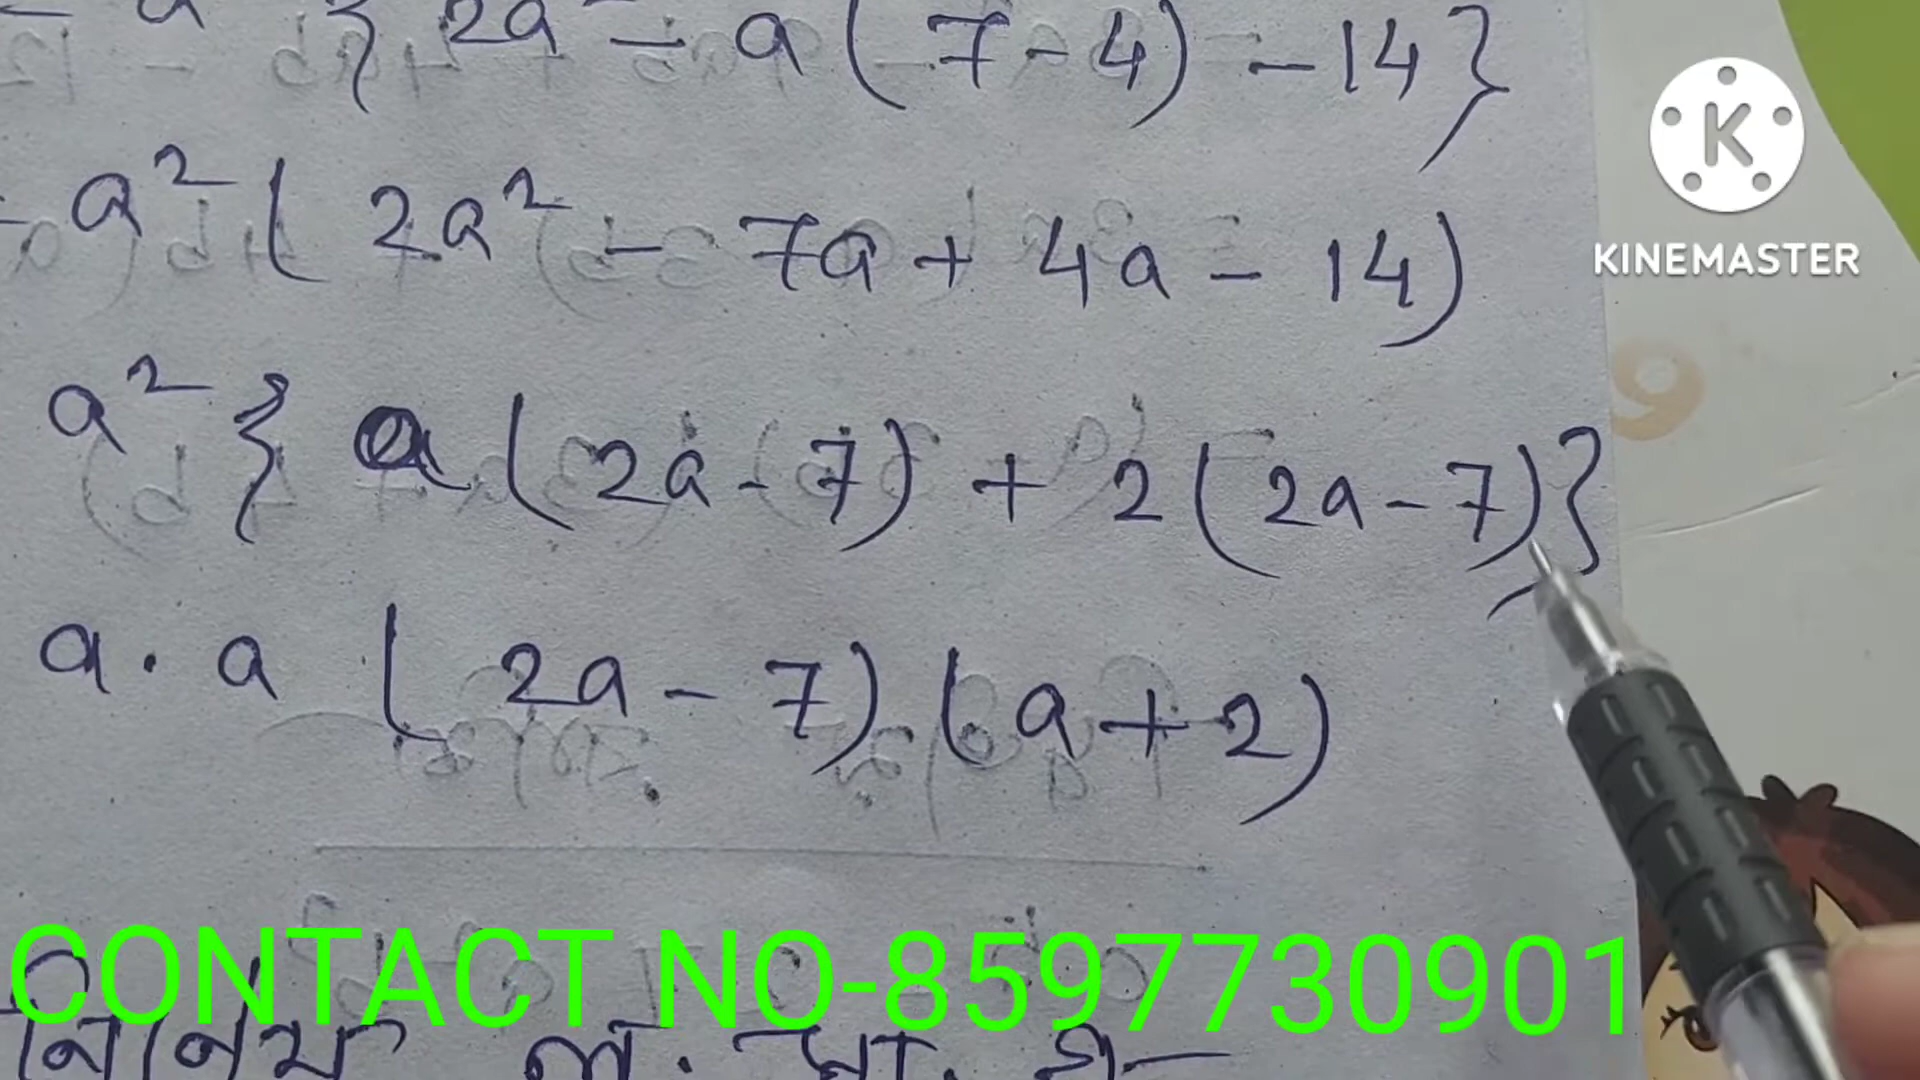 a² { 2a² - a (7-4) - 14 }
KINEMASTER
= a² ( 2a² - 7a + 4a - 14)
a² { a (2a-7) + 2 (2a-7)}
a . a ( 2a - 7) (a + 2)
CONTACT NO-8597730901
নির্ণেয় ল. সা. গু